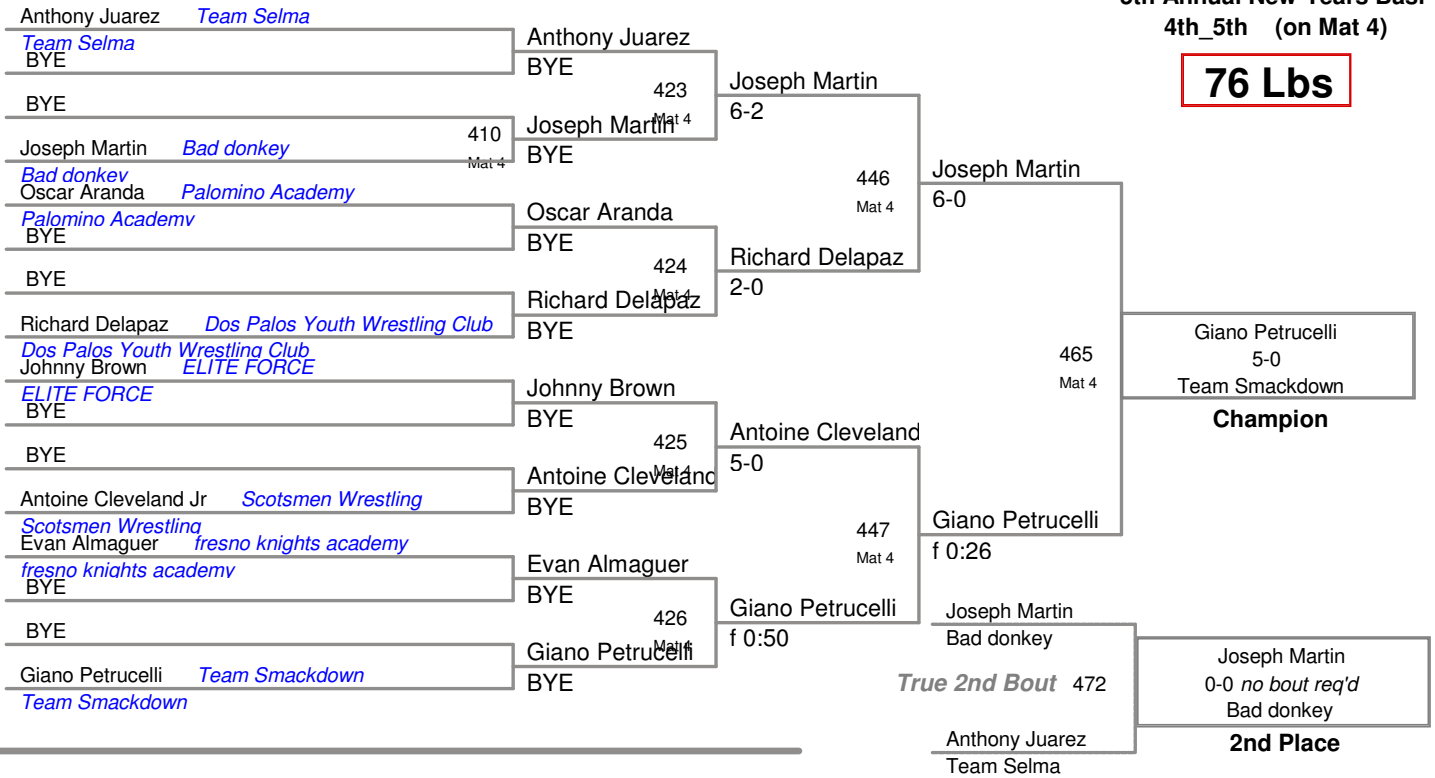 5th Annual New Years Bash
4th_5th (on Mat 4)
76 Lbs
Anthony Juarez Team Selma
Team Selma
BYE
BYE
Joseph Martin Bad donkey
Bad donkey
Oscar Aranda Palomino Academy
Palomino Academy
BYE
BYE
Richard Delapaz Dos Palos Youth Wrestling Club
Dos Palos Youth Wrestling Club
Johnny Brown ELITE FORCE
ELITE FORCE
BYE
BYE
Antoine Cleveland Jr Scotsmen Wrestling
Scotsmen Wrestling
Evan Almaguer fresno knights academy
fresno knights academy
BYE
BYE
Giano Petrucelli Team Smackdown
Team Smackdown
410
Mat 4
Anthony Juarez
BYE
423
Mat 4
Joseph Martin
BYE
Oscar Aranda
BYE
424
Mat 4
Richard Delapaz
BYE
Johnny Brown
BYE
425
Mat 4
Antoine Cleveland
BYE
Evan Almaguer
BYE
426
Mat 4
Giano Petrucelli
BYE
Joseph Martin
6-2
446
Mat 4
Richard Delapaz
2-0
Antoine Cleveland
5-0
447
Mat 4
Giano Petrucelli
f 0:50
Joseph Martin
6-0
465
Mat 4
Giano Petrucelli
f 0:26
Giano Petrucelli
5-0
Team Smackdown
Champion
Joseph Martin
Bad donkey
True 2nd Bout 472
Anthony Juarez
Team Selma
Joseph Martin
0-0 no bout req'd
Bad donkey
2nd Place